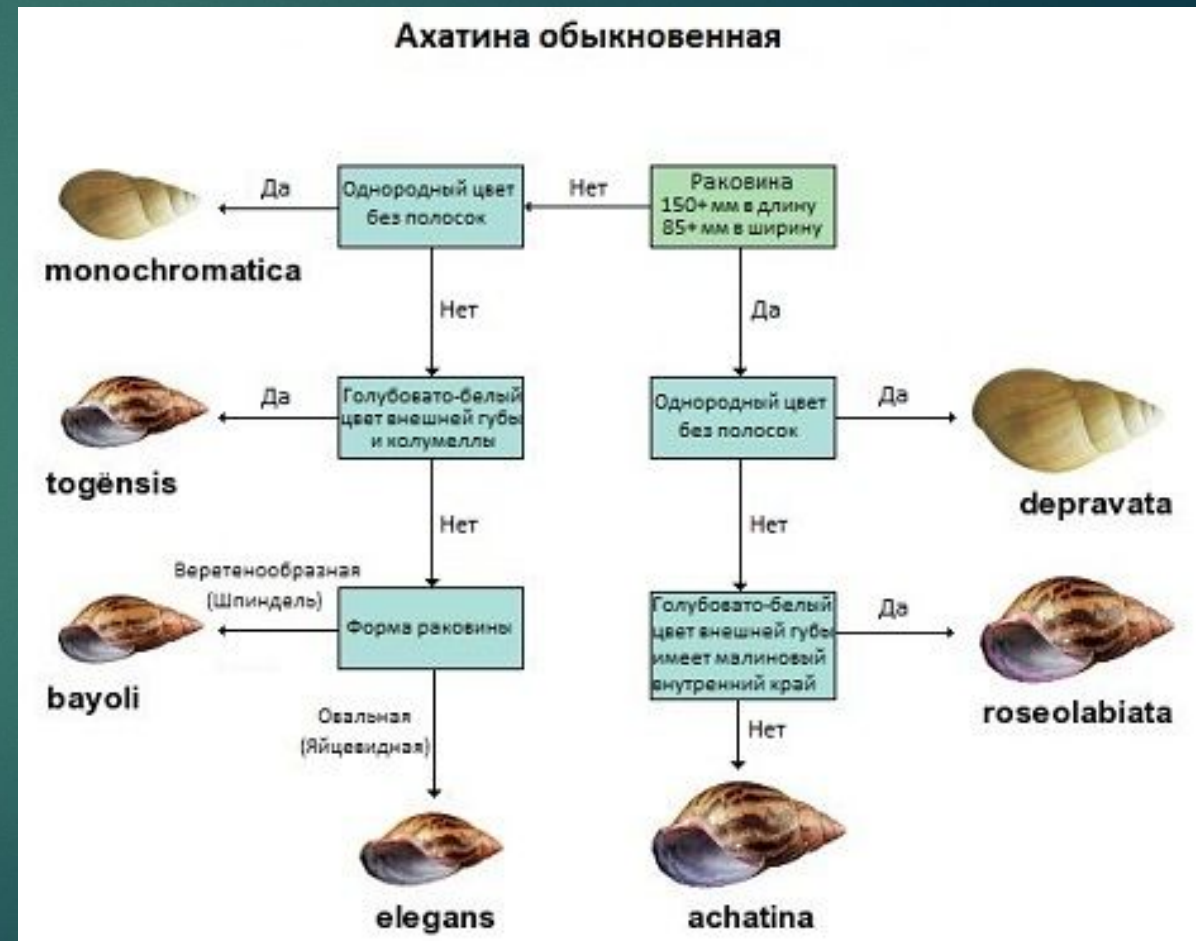 Ахатина обыкновенная
Раковина
150+ мм в длину
85+ мм в ширину
Нет
Однородный цвет
без полосок
Да
monochromatica
Нет
Да
Голубовато-белый
цвет внешней губы
и колумеллы
Да
togënsis
Однородный цвет
без полосок
Да
depravata
Нет
Нет
Веретенообразная
(Шпиндель)
Форма раковины
bayoli
Голубовато-белый
цвет внешней губы
имеет малиновый
внутренний край
Да
roseolabiata
Овальная
(Яйцевидная)
Нет
elegans
achatina